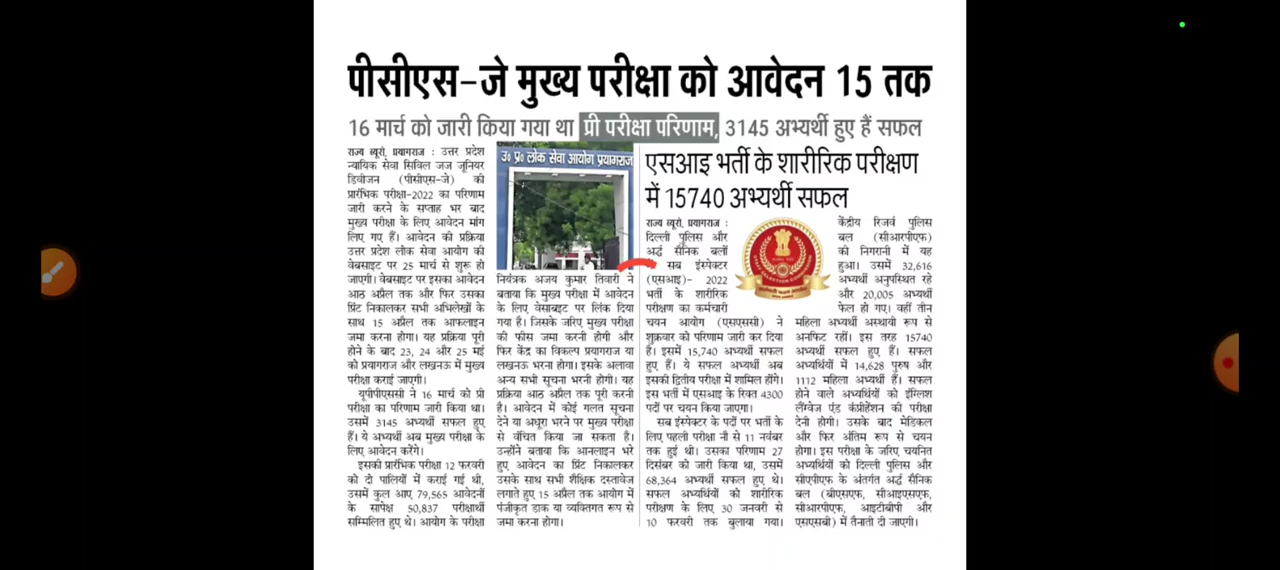 पीसीएस-जे मुख्य परीक्षा को आवेदन 15 तक
16 मार्च को जारी किया गया था प्री परीक्षा परिणाम, 3145 अभ्यर्थी हुए हैं सफल
राज्य ब्यूरो, प्रयागराज : उत्तर प्रदेश
न्यायिक सेवा सिविल जज जूनियर
डिवीजन (पीसीएस-जे) की
प्रारंभिक परीक्षा-2022 का परिणाम
जारी करने के सप्ताह भर बाद
मुख्य परीक्षा के लिए आवेदन मांग
लिए गए हैं। आवेदन की प्रक्रिया
उत्तर प्रदेश लोक सेवा आयोग की
वेबसाइट पर 25 मार्च से शुरू हो
जाएगी। वेबसाइट पर इसका आवेदन
आठ अप्रैल तक और फिर उसका
प्रिंट निकालकर सभी अभिलेखों के
साथ 15 अप्रैल तक आफलाइन
जमा करना होगा। यह प्रक्रिया पूरी
होने के बाद 23, 24 और 25 मई
को प्रयागराज और लखनऊ में मुख्य
परीक्षा कराई जाएगी।
यूपीपीएससी ने 16 मार्च को प्री
परीक्षा का परिणाम जारी किया था।
उसमें 3145 अभ्यर्थी सफल हुए
हैं। ये अभ्यर्थी अब मुख्य परीक्षा के
लिए आवेदन करेंगे।
इसकी प्रारंभिक परीक्षा 12 फरवरी
को दो पालियों में कराई गई थी,
उसमें कुल आए 79,565 आवेदनों
के सापेक्ष 50,837 परीक्षार्थी
सम्मिलित हुए थे। आयोग के परीक्षा
उ० प्र० लोक सेवा आयोग प्रयागराज
नियंत्रक अजय कुमार तिवारी ने
बताया कि मुख्य परीक्षा में आवेदन
के लिए वेसाबइट पर लिंक दिया
गया है। जिसके जरिए मुख्य परीक्षा
की फीस जमा करनी होगी और
फिर केंद्र का विकल्प प्रयागराज या
लखनऊ भरना होगा। इसके अलावा
अन्य सभी सूचना भरनी होगी। यह
प्रक्रिया आठ अप्रैल तक पूरी करनी
है। आवेदन में कोई गलत सूचना
देने या अधूरा भरने पर मुख्य परीक्षा
से वंचित किया जा सकता है।
उन्होंने बताया कि आनलाइन भरे
हुए आवेदन का प्रिंट निकालकर
उसके साथ सभी शैक्षिक दस्तावेज
लगाते हुए 15 अप्रैल तक आयोग में
पंजीकृत डाक या व्यक्तिगत रूप से
जमा करना होगा।
एसआइ भर्ती के शारीरिक परीक्षण
में 15740 अभ्यर्थी सफल
राज्य ब्यूरो, प्रयागराज :
दिल्ली पुलिस और
अर्द्ध सैनिक बलों
सब इंस्पेक्टर
(एसआइ)- 2022
भर्ती के शारीरिक
परीक्षण का कर्मचारी
चयन आयोग (एसएससी) ने
शुक्रवार को परिणाम जारी कर दिया
है। इसमें 15,740 अभ्यर्थी सफल
हुए हैं। ये सफल अभ्यर्थी अब
इसकी द्वितीय परीक्षा में शामिल होंगे।
इस भर्ती में एसआइ के रिक्त 4300
पदों पर चयन किया जाएगा।
सब इंस्पेक्टर के पदों पर भर्ती के
लिए पहली परीक्षा नौ से 11 नवंबर
तक हुई थी। उसका परिणाम 27
दिसंबर को जारी किया था, उसमें
68,364 अभ्यर्थी सफल हुए थे।
सफल अभ्यर्थियों को शारीरिक
परीक्षण के लिए 30 जनवरी से
10 फरवरी तक बुलाया गया।
केंद्रीय रिजर्व पुलिस
बल (सीआरपीएफ)
की निगरानी में यह
हुआ। उसमें 32,616
अभ्यर्थी अनुपस्थित रहे
और 20,005 अभ्यर्थी
फेल हो गए। वहीं तीन
महिला अभ्यर्थी अस्थायी रूप से
अनफिट रहीं। इस तरह 15740
अभ्यर्थी सफल हुए हैं। सफल
अभ्यर्थियों में 14,628 पुरुष और
1112 महिला अभ्यर्थी हैं। सफल
होने वाले अभ्यर्थियों को इंग्लिश
लैंग्वेज एंड कंप्रीहेंशन की परीक्षा
देनी होगी। उसके बाद मेडिकल
और फिर अंतिम रूप से चयन
होगा। इस परीक्षा के जरिए चयनित
अभ्यर्थियों को दिल्ली पुलिस और
सीएपीएफ के अंतर्गत अर्द्ध सैनिक
बल (बीएसएफ, सीआइएसएफ,
सीआरपीएफ, आइटीबीपी और
एसएसबी) में तैनाती दी जाएगी।